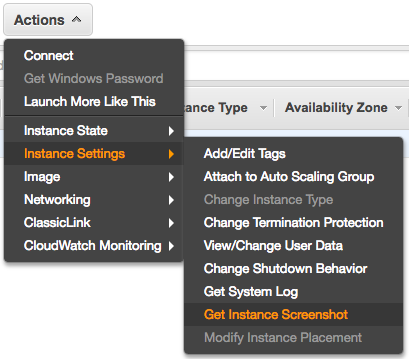 Actions
Connect
Get Windows Password
Launch More Like This
Instance Type
Availability Zone
Instance State
Instance Settings
Image
Networking
ClassicLink
CloudWatch Monitoring
Add/Edit Tags
Attach to Auto Scaling Group
Change Instance Type
Change Termination Protection
View/Change User Data
Change Shutdown Behavior
Get System Log
Get Instance Screenshot
Modify Instance Placement